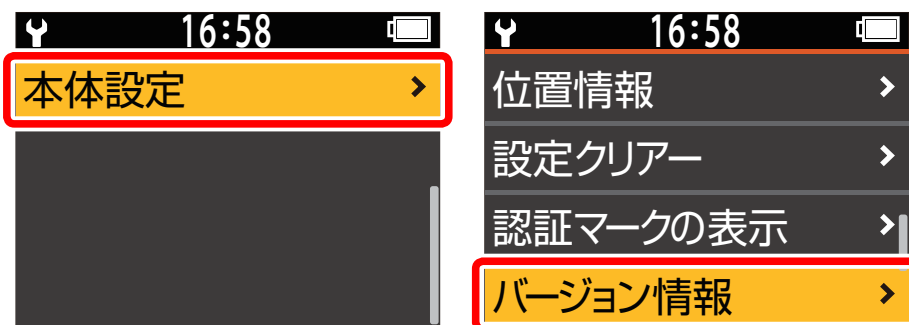 16:58
本体設定
16:58
位置情報
設定クリアー
認証マークの表示
バージョン情報